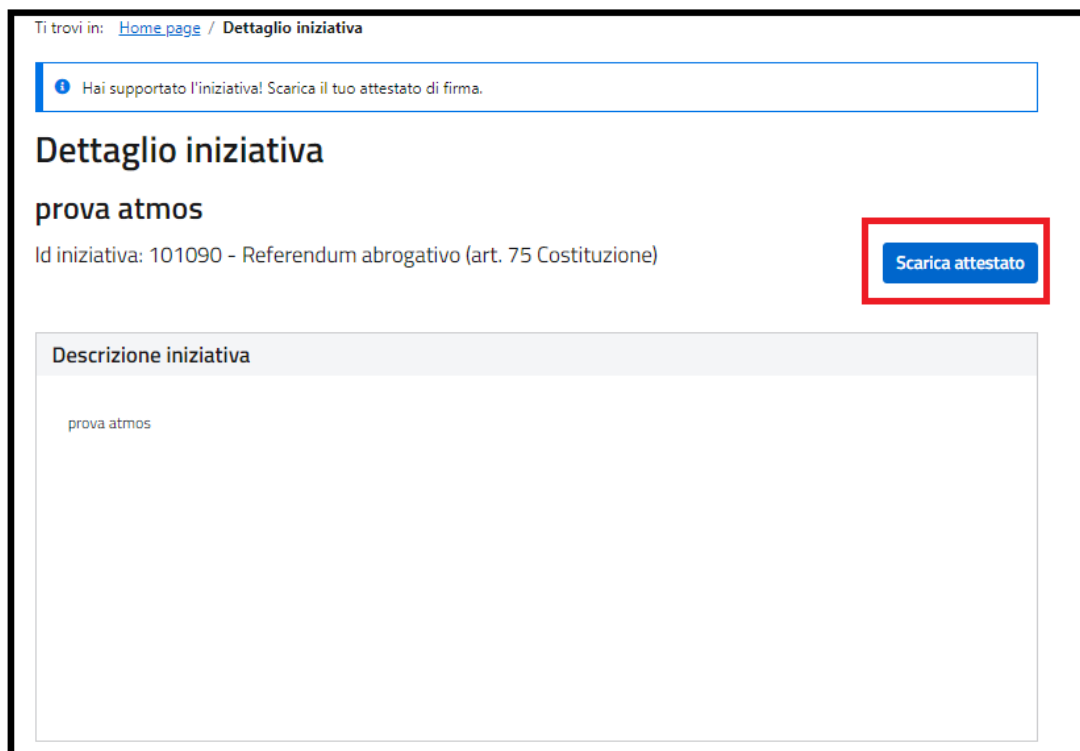 Ti trovi in: Home page / Dettaglio iniziativa
Hai supportato l'iniziativa! Scarica il tuo attestato di firma.
Dettaglio iniziativa
prova atmos
Id iniziativa: 101090 - Referendum abrogativo (art. 75 Costituzione)
Scarica attestato
Descrizione iniziativa
prova atmos